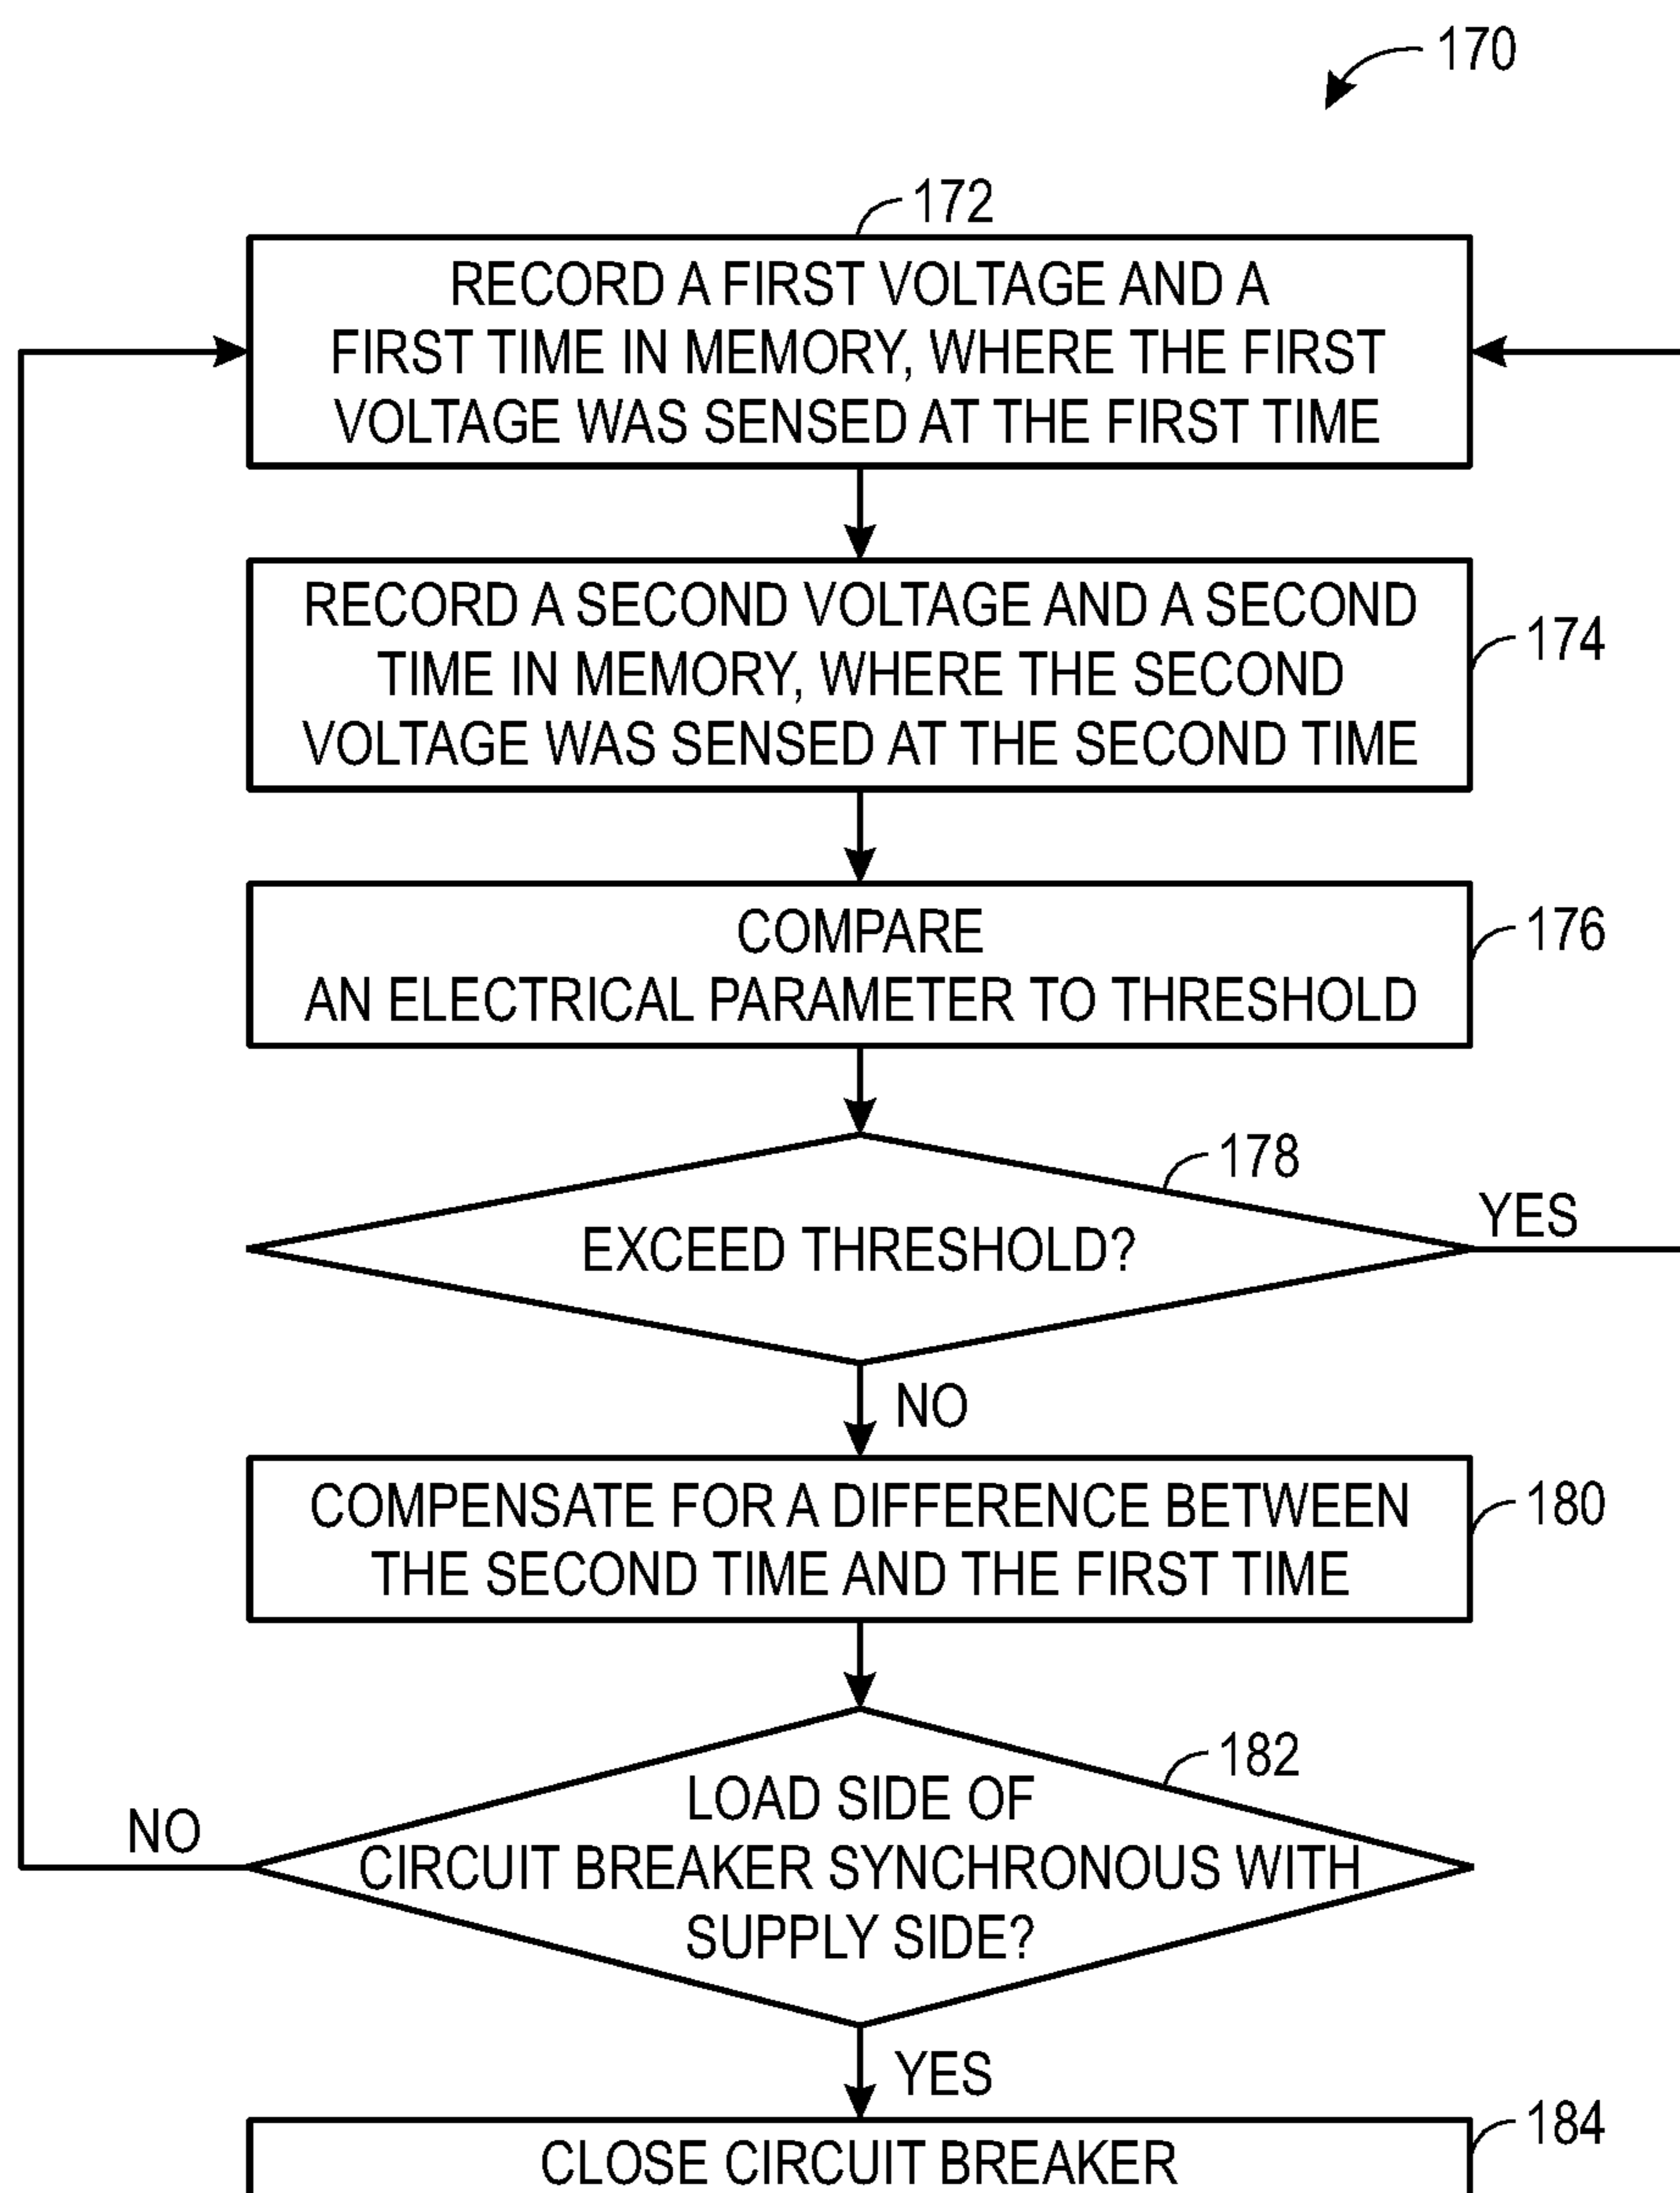 170
172
RECORD A FIRST VOLTAGE AND A
FIRST TIME IN MEMORY, WHERE THE FIRST
VOLTAGE WAS SENSED AT THE FIRST TIME
RECORD A SECOND VOLTAGE AND A SECOND
TIME IN MEMORY, WHERE THE SECOND
VOLTAGE WAS SENSED AT THE SECOND TIME
174
COMPARE
AN ELECTRICAL PARAMETER TO THRESHOLD
176
178
EXCEED THRESHOLD?
YES
NO
COMPENSATE FOR A DIFFERENCE BETWEEN
THE SECOND TIME AND THE FIRST TIME
180
182
LOAD SIDE OF
CIRCUIT BREAKER SYNCHRONOUS WITH
SUPPLY SIDE?
NO
YES
184
CLOSE CIRCUIT BREAKER